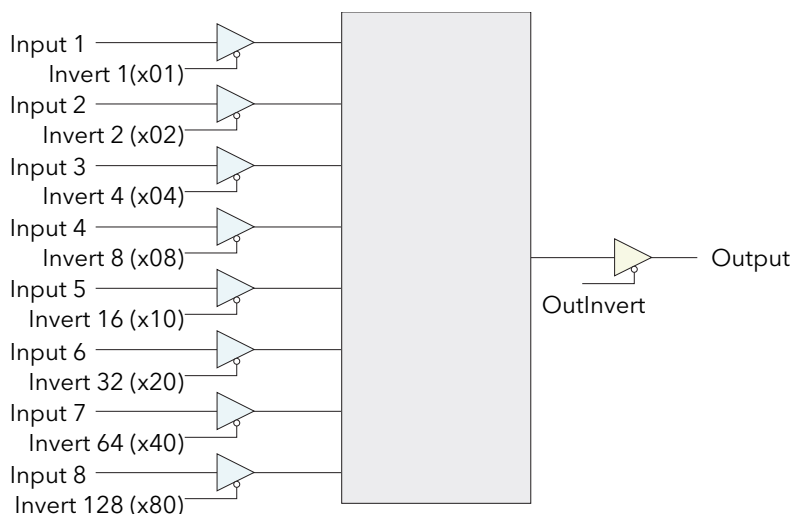 Input 1
Invert 1(x01)
Input 2
Invert 2 (x02)
Input 3
Invert 4 (x04)
Input 4
Invert 8 (x08)
Input 5
Invert 16 (x10)
Input 6
Invert 32 (x20)
Input 7
Invert 64 (x40)
Input 8
Invert 128 (x80)
Output
OutInvert